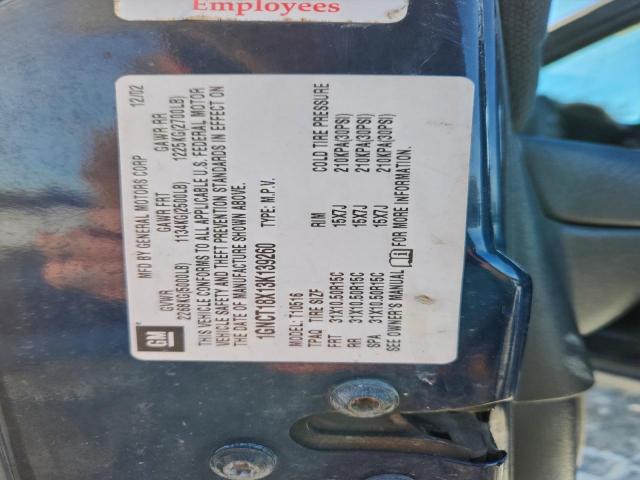 Employees
GM
MFD BY GENERAL MOTORS CORP 12/02
GVWR GAWR FRT GAWR RR
2268KG(5000LB) 1134KG(2500LB) 1225KG(2700LB)
THIS VEHICLE CONFORMS TO ALL APPLICABLE U.S. FEDERAL MOTOR
VEHICLE SAFETY AND THEFT PREVENTION STANDARDS IN EFFECT ON
THE DATE OF MANUFACTURE SHOWN ABOVE.
1GNCT18X13K139260 TYPE: M.P.V.
MODEL: T10516
TPAQ TIRE SIZE RIM COLD TIRE PRESSURE
FRT 31X10.50R15C 15X7J 210KPA(30PSI)
RR 31X10.50R15C 15X7J 210KPA(30PSI)
SPA 31X10.50R15C 15X7J 210KPA(30PSI)
SEE OWNER'S MANUAL FOR MORE INFORMATION.